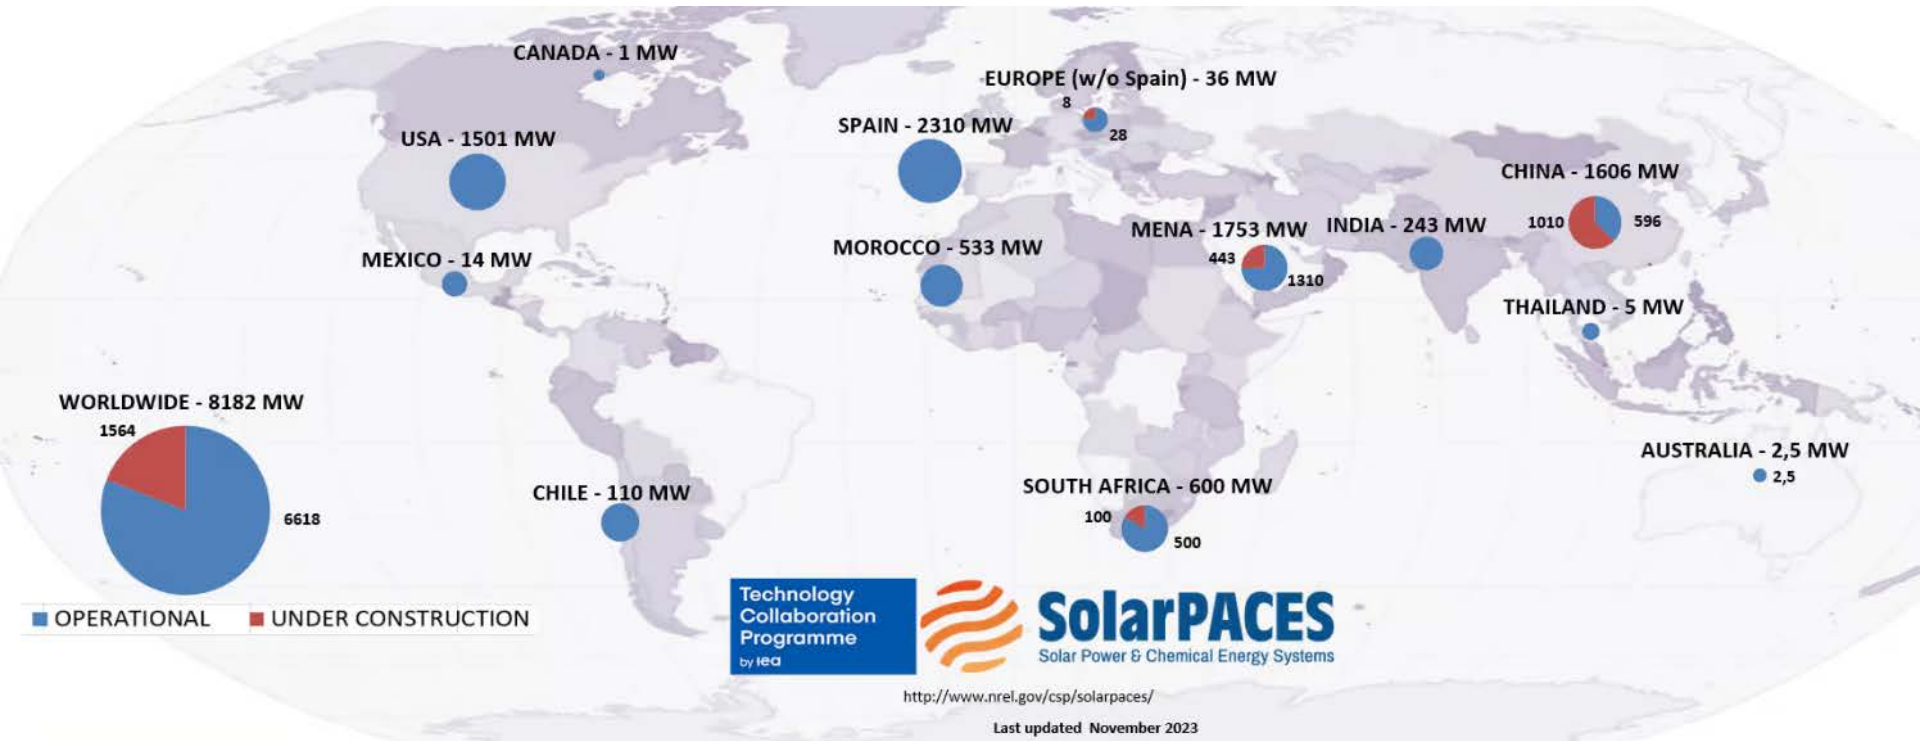 CANADA - 1 MW
EUROPE (w/o Spain) - 36 MW
8
28
USA - 1501 MW
SPAIN - 2310 MW
CHINA - 1606 MW
1010
596
MEXICO - 14 MW
MOROCCO - 533 MW
MENA - 1753 MW
443
1310
INDIA - 243 MW
THAILAND - 5 MW
WORLDWIDE - 8182 MW
1564
6618
AUSTRALIA - 2,5 MW
2,5
CHILE - 110 MW
SOUTH AFRICA - 600 MW
100
500
OPERATIONAL
UNDER CONSTRUCTION
Technology
Collaboration
Programme
by iea
SolarPACES
Solar Power & Chemical Energy Systems
http://www.nrel.gov/csp/solarpaces/
Last updated November 2023